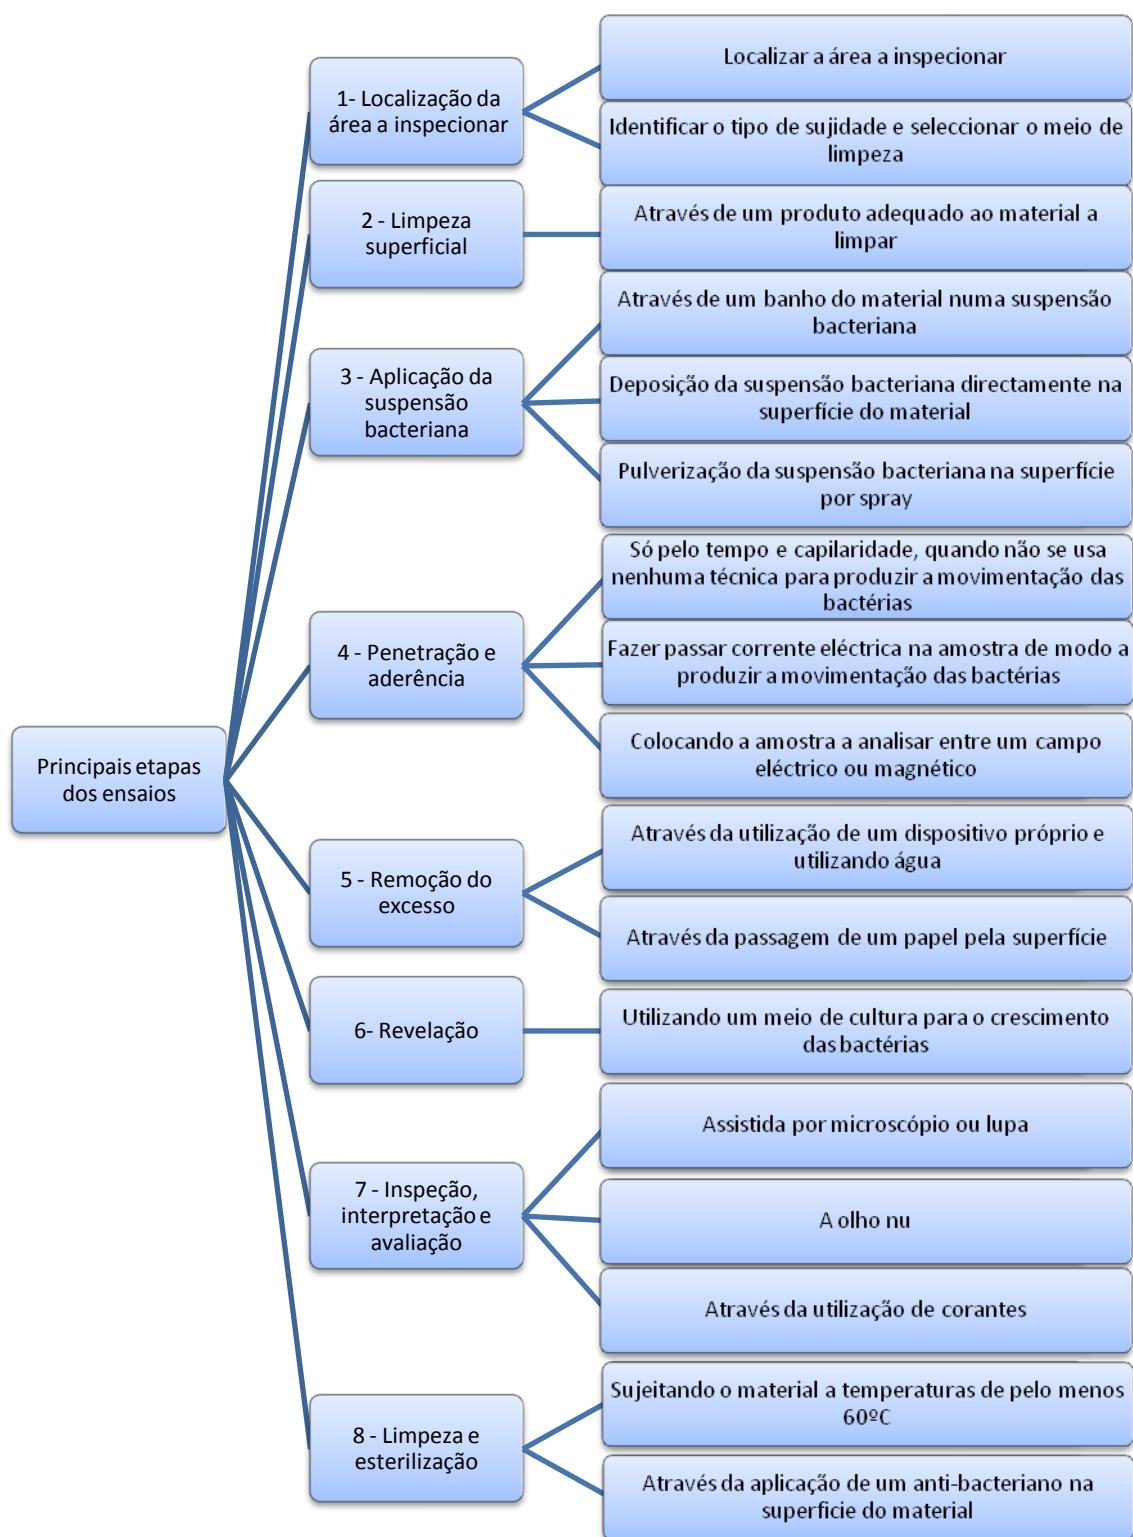 Principais etapas
dos ensaios
1- Localização da
área a inspecionar
Localizar a área a inspecionar
Identificar o tipo de sujidade e seleccionar o meio de
limpeza
2 - Limpeza
superficial
Através de um produto adequado ao material a
limpar
3 - Aplicação da
suspensão
bacteriana
Através de um banho do material numa suspensão
bacteriana
Deposição da suspensão bacteriana directamente na
superfície do material
Pulverização da suspensão bacteriana na superfície
por spray
4 - Penetração e
aderência
Só pelo tempo e capilaridade, quando não se usa
nenhuma técnica para produzir a movimentação das
bactérias
Fazer passar corrente eléctrica na amostra de modo a
produzir a movimentação das bactérias
Colocando a amostra a analisar entre um campo
eléctrico ou magnético
5 - Remoção do
excesso
Através da utilização de um dispositivo próprio e
utilizando água
Através da passagem de um papel pela superfície
6- Revelação
Utilizando um meio de cultura para o crescimento
das bactérias
7 - Inspeção,
interpretação e
avaliação
Assistida por microscópio ou lupa
A olho nu
Através da utilização de corantes
8 - Limpeza e
esterilização
Sujeitando o material a temperaturas de pelo menos
60ºC
Através da aplicação de um anti-bacteriano na
superficie do material